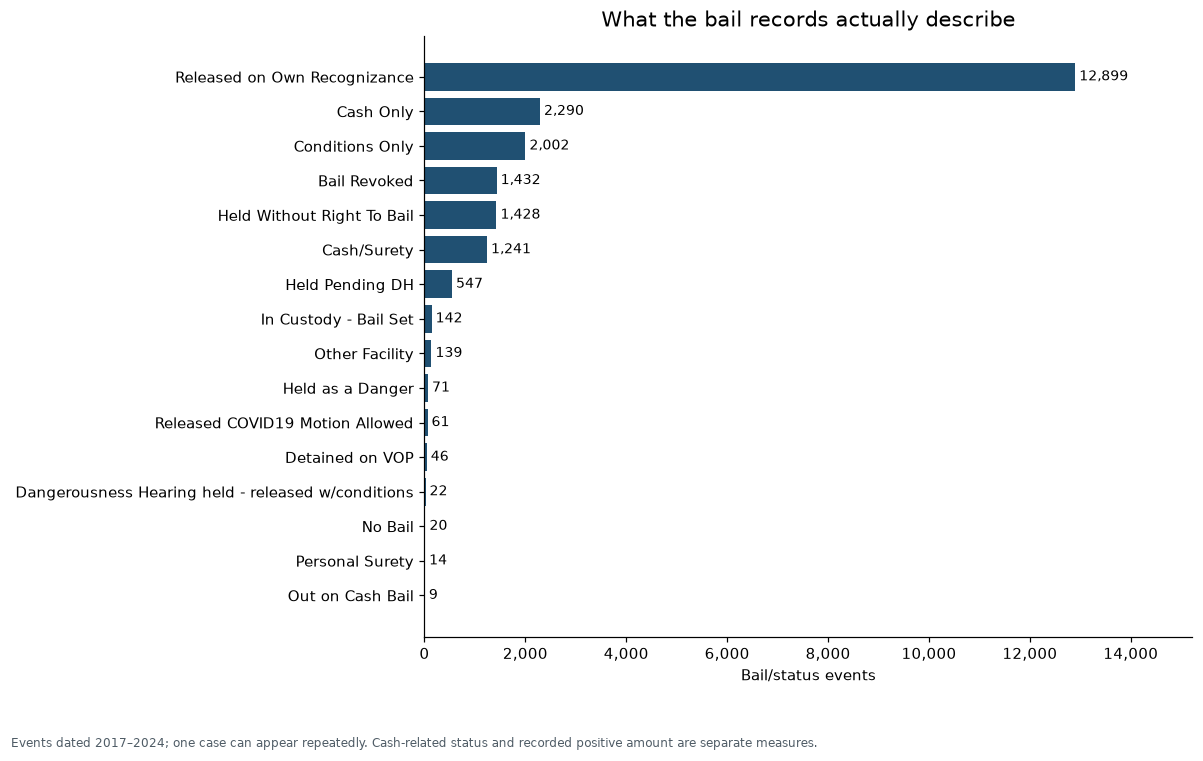 What the bail records actually describe
Released on Own Recognizance 12,899
Cash Only 2,290
Conditions Only 2,002
Bail Revoked 1,432
Held Without Right To Bail 1,428
Cash/Surety 1,241
Held Pending DH 547
In Custody - Bail Set 142
Other Facility 139
Held as a Danger 71
Released COVID19 Motion Allowed 61
Detained on VOP 46
Dangerousness Hearing held - released w/conditions 22
No Bail 20
Personal Surety 14
Out on Cash Bail 9
0 2,000 4,000 6,000 8,000 10,000 12,000 14,000
Bail/status events
Events dated 2017–2024; one case can appear repeatedly. Cash-related status and recorded positive amount are separate measures.